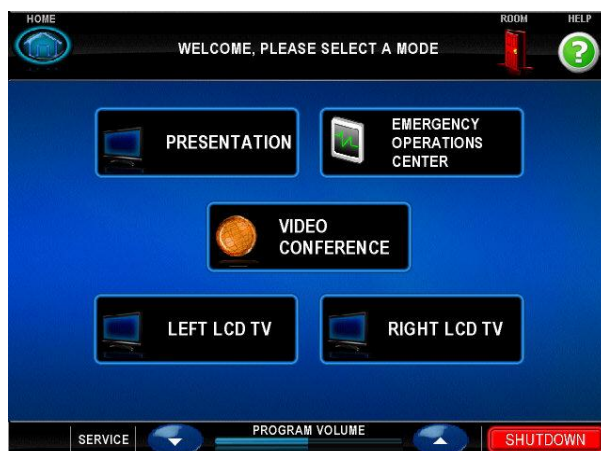 HOME
ROOM
HELP
WELCOME, PLEASE SELECT A MODE
?
PRESENTATION
EMERGENCY
OPERATIONS
CENTER
VIDEO
CONFERENCE
LEFT LCD TV
RIGHT LCD TV
SERVICE
PROGRAM VOLUME
SHUTDOWN